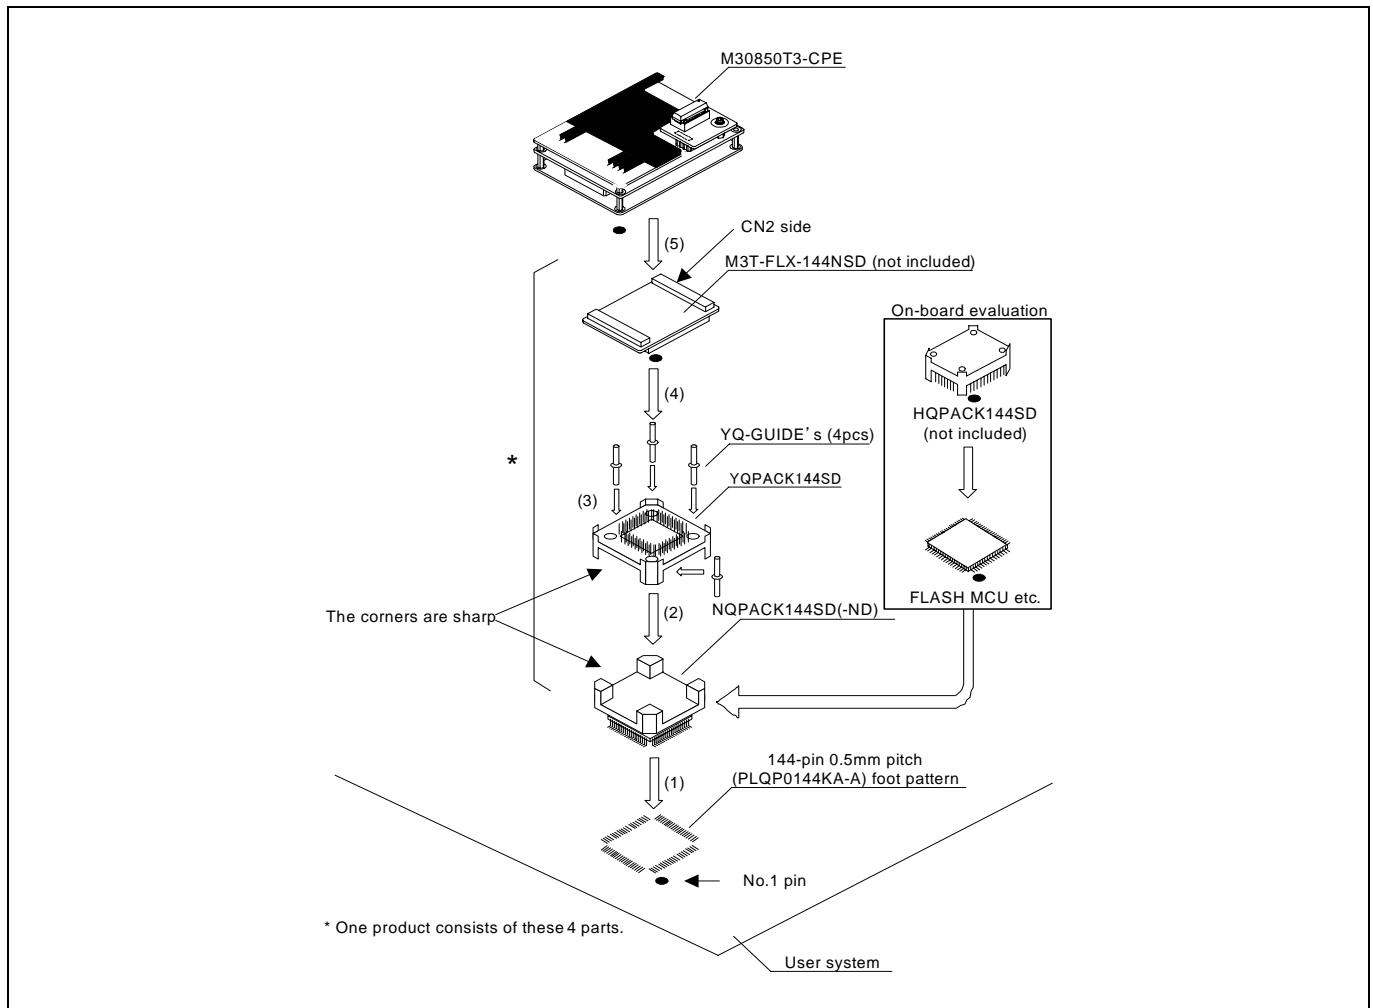 M30850T3-CPE
CN2 side
(5)
M3T-FLX-144NSD (not included)
On-board evaluation
(4)
HQPACK144SD
(not included)
YQ-GUIDE's (4pcs)
*
YQPACK144SD
(3)
FLASH MCU etc.
NQPACK144SD(-ND)
(2)
The corners are sharp
144-pin 0.5mm pitch
(PLQP0144KA-A) foot pattern
(1)
No.1 pin
* One product consists of these 4 parts.
User system